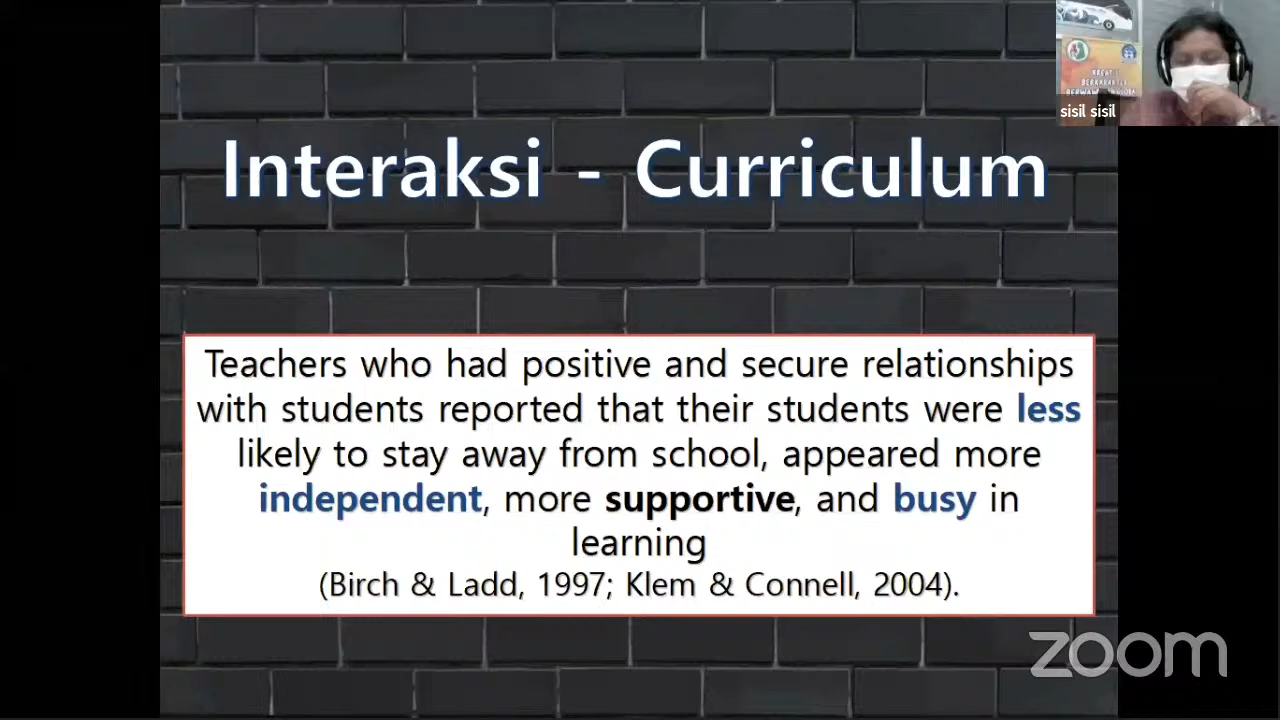 Interaksi - Curriculum
Teachers who had positive and secure relationships
with students reported that their students were less
likely to stay away from school, appeared more
independent, more supportive, and busy in
learning
(Birch & Ladd, 1997; Klem & Connell, 2004).
BERKARAKTER
sisil sisil
zoom